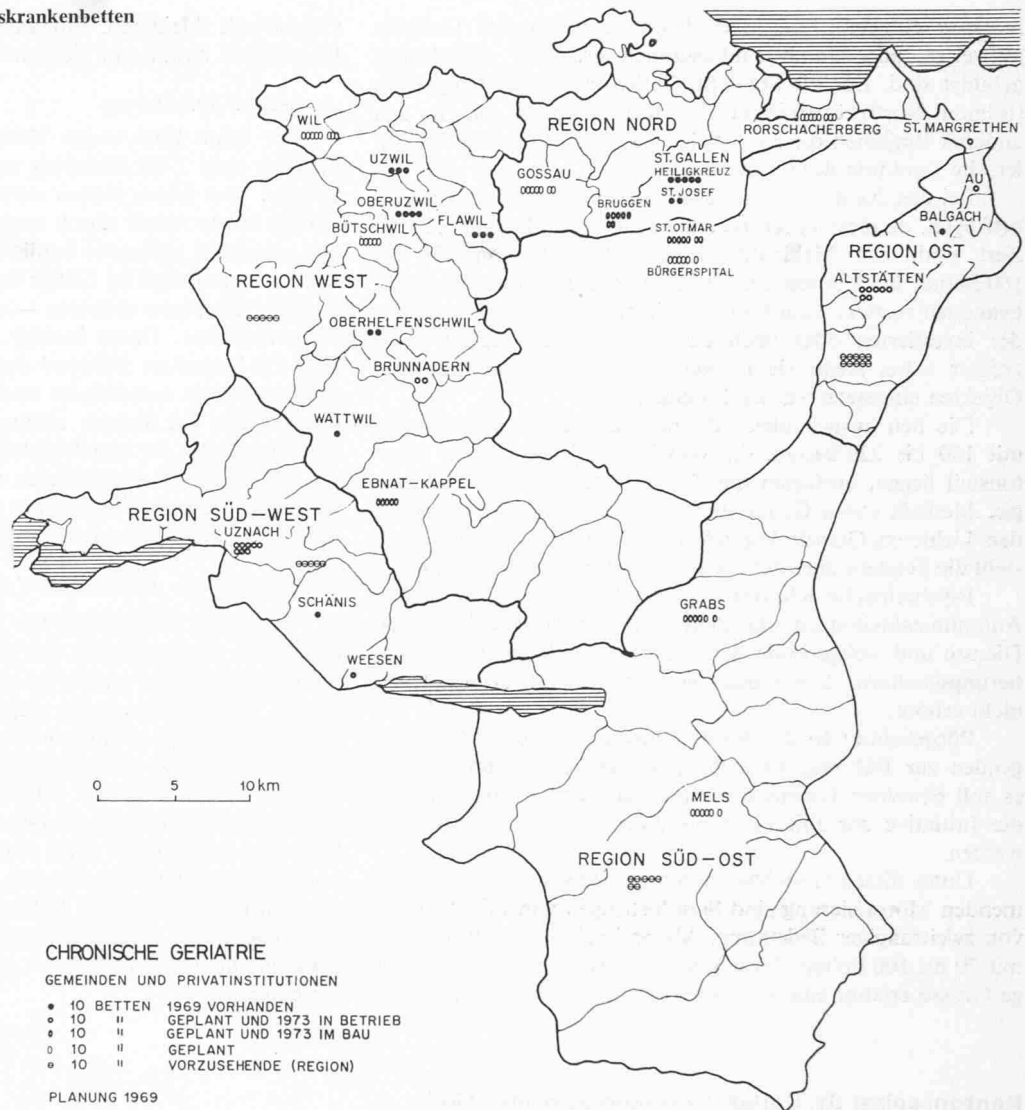 skrankenbetten
WIL
REGION NORD
RORSCHACHERBERG
ST. MARGRETHEN
UZWIL
GOSSAU
ST. GALLEN
HEILIGKREUZ
AU
OBERUZWIL
ST. JOSEF
BRUGGEN
FLAWIL
BALGACH
BÜTSCHWIL
ST. OTMAR
REGION OST
BÜRGERSPITAL
ALTSTÄTTEN
REGION WEST
OBERHELFENSCHWIL
BRUNNADERN
WATTWIL
EBNAT-KAPPEL
REGION SÜD-WEST
UZNACH
SCHÄNIS
GRABS
WEESEN
0 5 10 km
MELS
REGION SÜD-OST
CHRONISCHE GERIATRIE
GEMEINDEN UND PRIVATINSTITUTIONEN
10 BETTEN 1969 VORHANDEN
10 " GEPLANT UND 1973 IN BETRIEB
10 " GEPLANT UND 1973 IM BAU
10 " GEPLANT
10 " VORZUSEHENDE (REGION)
PLANUNG 1969